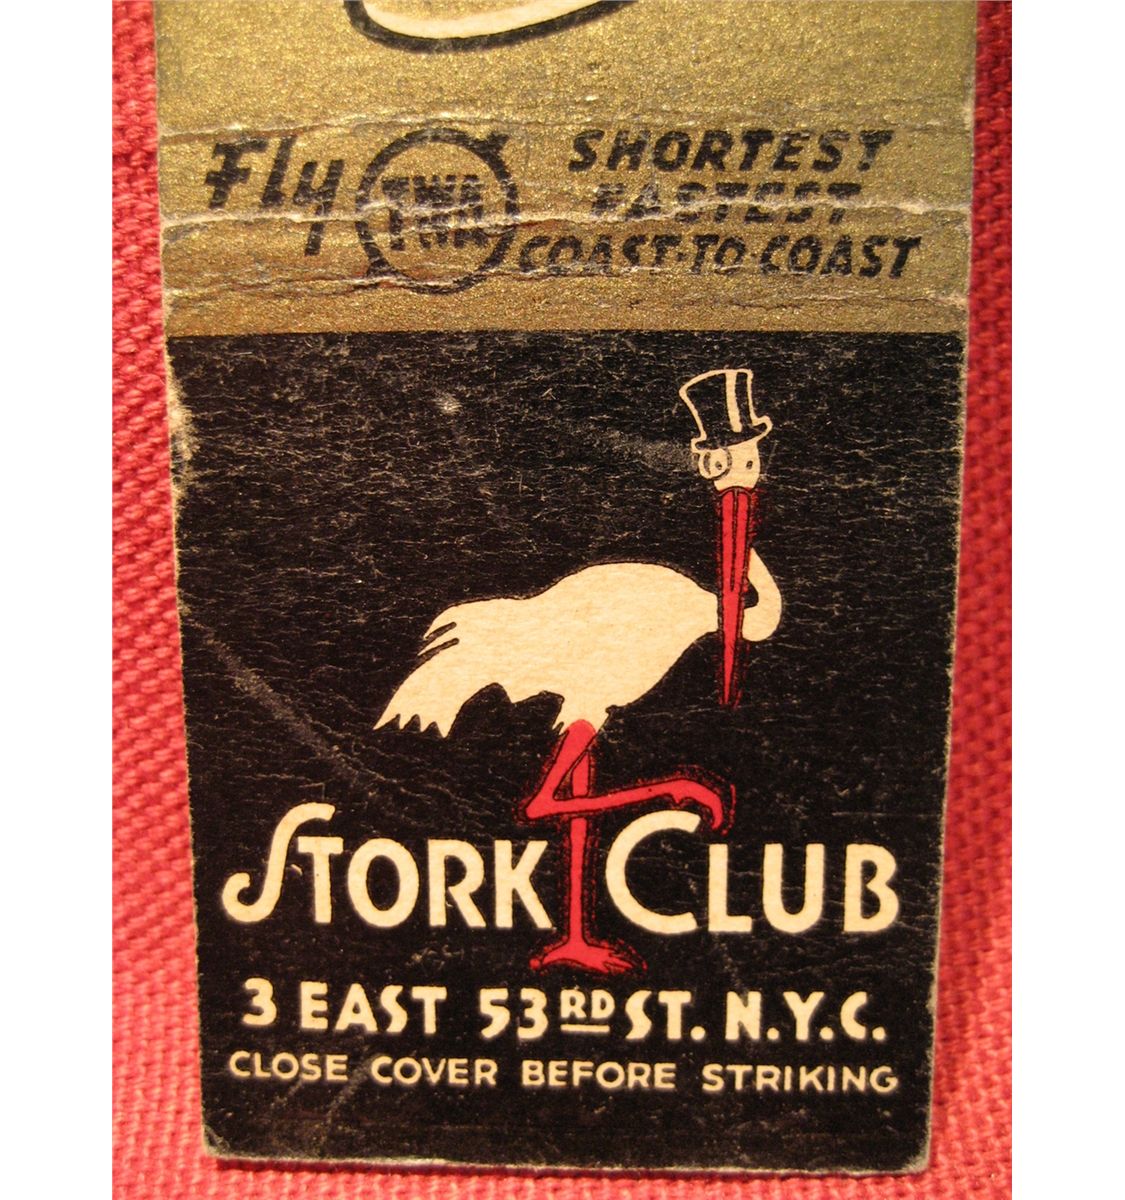 Fly TWA SHORTEST
FASTEST
COAST-TO-COAST
STORK CLUB
3 EAST 53RD ST. N.Y.C.
CLOSE COVER BEFORE STRIKING